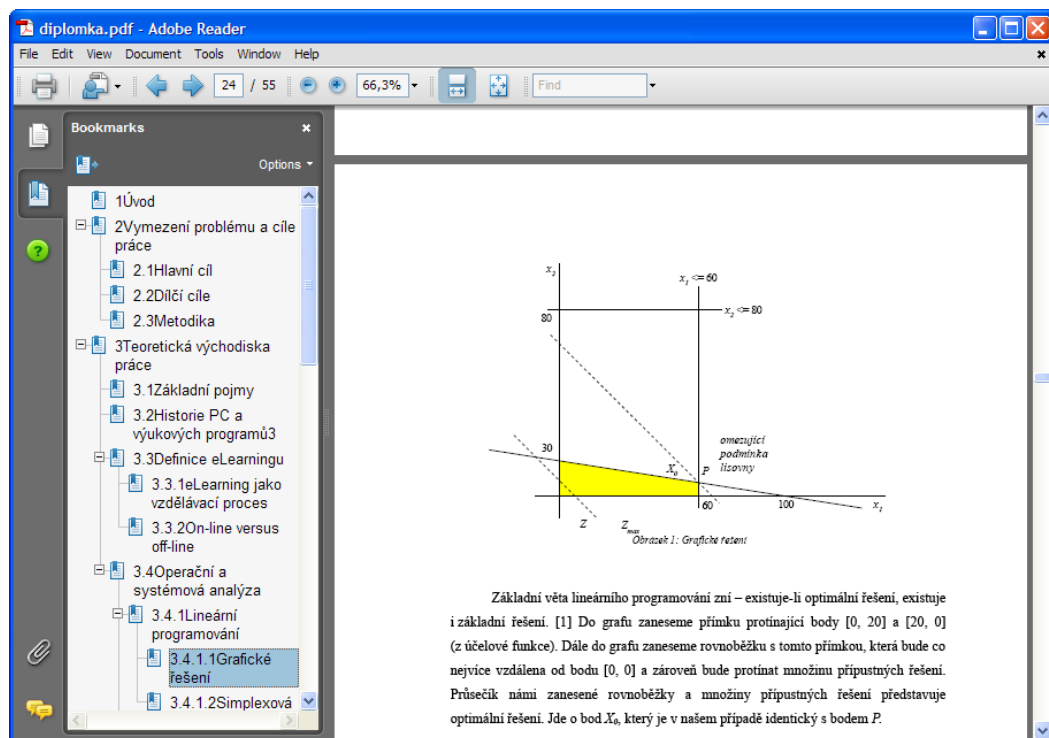 diplomka.pdf - Adobe Reader
File Edit View Document Tools Window Help
24 / 55 66,3% Find
Bookmarks
Options
1Úvod
2Vymezení problému a cíle
práce
2.1Hlavní cíl
2.2Dílčí cíle
2.3Metodika
3Teoretická východiska
práce
3.1Základní pojmy
3.2Historie PC a
výukových programů3
3.3Definice eLearningu
3.3.1eLearning jako
vzdělávací proces
3.3.2On-line versus
off-line
3.4Operační a
systémová analýza
3.4.1Lineární
programování
3.4.1.1Grafické
řešení
3.4.1.2Simplexová
x2
x1 <= 60
80
x2 <= 80
30
omezující
podmínka
lisovny
X0
P
60
100
x1
Z
Zmax
Obrázek 1: Grafické řešení
Základní věta lineárního programování zní – existuje-li optimální řešení, existuje
i základní řešení. [1] Do grafu zaneseme přímku protínající body [0, 20] a [20, 0]
(z účelové funkce). Dále do grafu zaneseme rovnoběžku s tomto přímkou, která bude co
nejvíce vzdálena od bodu [0, 0] a zároveň bude protínat množinu přípustných řešení.
Průsečík námi zanesené rovnoběžky a množiny přípustných řešení představuje
optimální řešení. Jde o bod X0, který je v našem případě identický s bodem P.